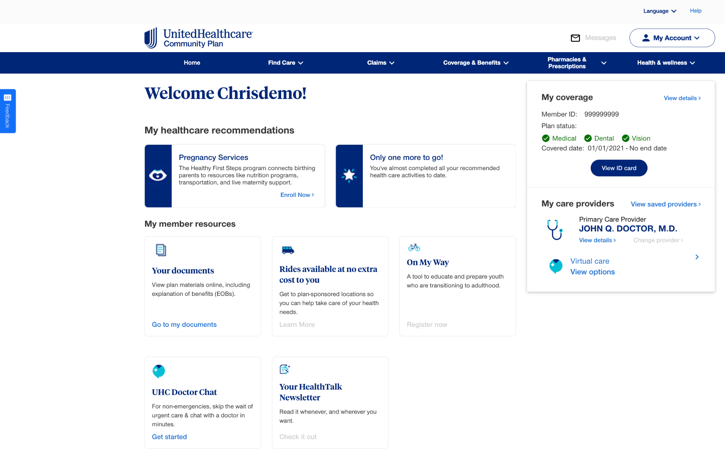 Language
Help
UnitedHealthcare
Community Plan
Messages
My Account
Home
Find Care
Claims
Coverage & Benefits
Pharmacies &
Prescriptions
Health & wellness
Feedback
Welcome Chrisdemo!
My healthcare recommendations
Pregnancy Services
The Healthy First Steps program connects birthing
parents to resources like nutrition programs,
transportation, and live maternity support.
Enroll Now
Only one more to go!
You've almost completed all your recommended
health care activities to date.
My member resources
Your documents
View plan materials online, including
explanation of benefits (EOBs).
Go to my documents
Rides available at no extra
cost to you
Get to plan-sponsored locations so
you can help take care of your health
needs.
Learn More
On My Way
A tool to educate and prepare youth
who are transitioning to adulthood.
Register now
UHC Doctor Chat
For non-emergencies, skip the wait of
urgent care & chat with a doctor in
minutes.
Get started
Your HealthTalk
Newsletter
Read it whenever, and wherever you
want.
Check it out
My coverage
View details
Member ID: 999999999
Plan status:
Medical Dental Vision
Covered date: 01/01/2021 - No end date
View ID card
My care providers
View saved providers
Primary Care Provider
JOHN Q. DOCTOR, M.D.
View details
Change provider
Virtual care
View options